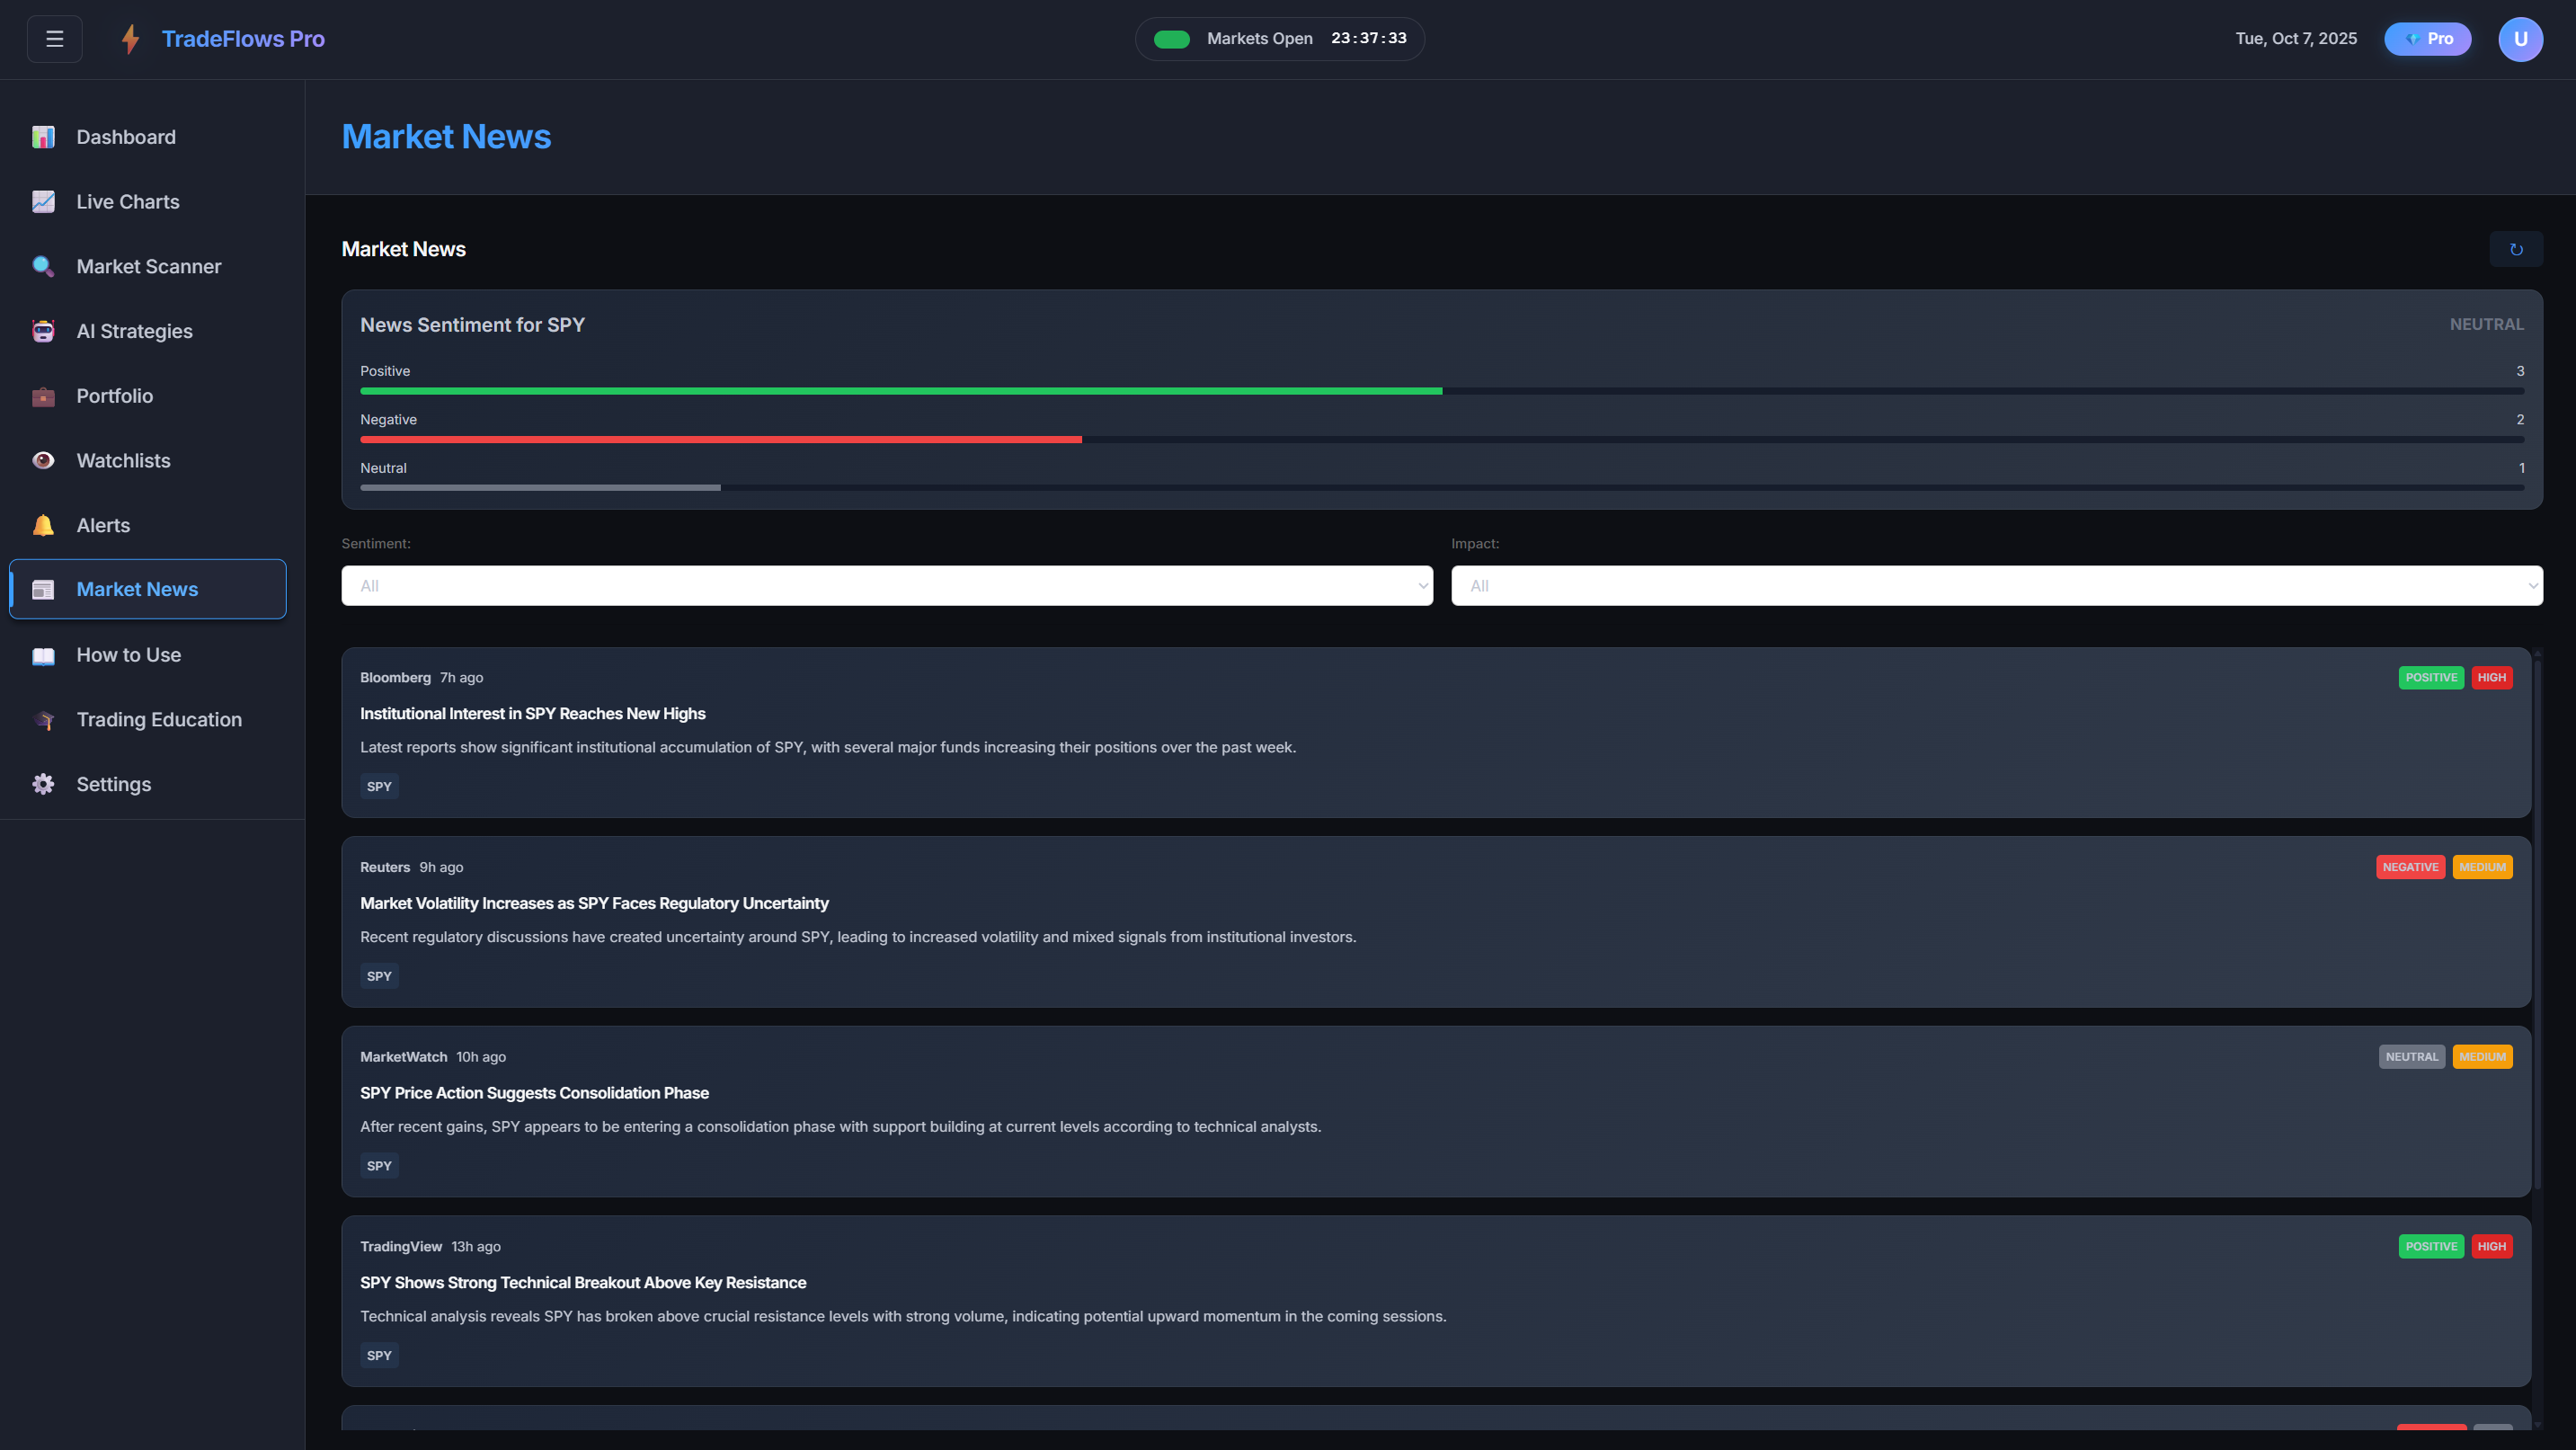 TradeFlows Pro
Markets Open 23:37:33
Tue, Oct 7, 2025
Pro
U
Dashboard
Live Charts
Market Scanner
AI Strategies
Portfolio
Watchlists
Alerts
Market News
How to Use
Trading Education
Settings
Market News
Market News
News Sentiment for SPY
NEUTRAL
Positive 3
Negative 2
Neutral 1
Sentiment:
All
Impact:
All
Bloomberg 7h ago
POSITIVE HIGH
Institutional Interest in SPY Reaches New Highs
Latest reports show significant institutional accumulation of SPY, with several major funds increasing their positions over the past week.
SPY
Reuters 9h ago
NEGATIVE MEDIUM
Market Volatility Increases as SPY Faces Regulatory Uncertainty
Recent regulatory discussions have created uncertainty around SPY, leading to increased volatility and mixed signals from institutional investors.
SPY
MarketWatch 10h ago
NEUTRAL MEDIUM
SPY Price Action Suggests Consolidation Phase
After recent gains, SPY appears to be entering a consolidation phase with support building at current levels according to technical analysts.
SPY
TradingView 13h ago
POSITIVE HIGH
SPY Shows Strong Technical Breakout Above Key Resistance
Technical analysis reveals SPY has broken above crucial resistance levels with strong volume, indicating potential upward momentum in the coming sessions.
SPY